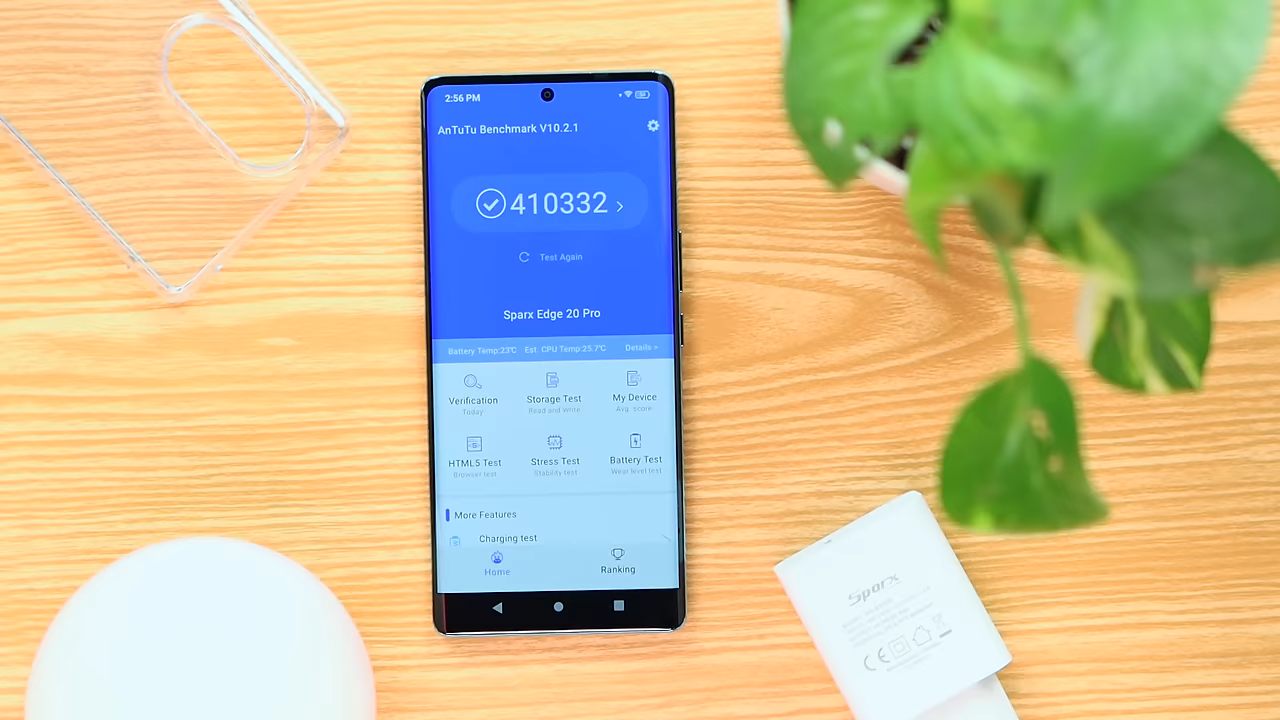 2:56 PM
AnTuTu Benchmark V10.2.1
410332
Test Again
Sparx Edge 20 Pro
Battery Temp:23℃ Est. CPU Temp:25.7℃ Details >
Verification Storage Test My Device
Today Read and Write Avg. score
HTML5 Test Stress Test Battery Test
Browser test Stability test Wear level test
More Features
Charging test
Home Ranking
Sparx
CE